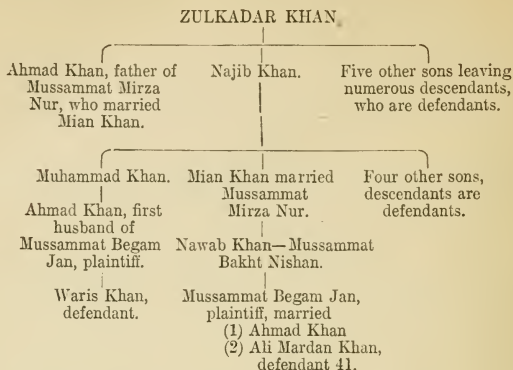 ZULKADAR KHAN
Ahmad Khan, father of
Mussammat Mirza
Nur, who married
Mian Khan.
Najib Khan.
Five other sons leaving
numerous descendants,
who are defendants.
Muhammad Khan.
Ahmad Khan, first
husband of
Mussammat Begam
Jan, plaintiff.
Waris Khan,
defendant.
Mian Khan married
Mussammat
Mirza Nur.
Nawab Khan—Mussammat
Bakht Nishan.
Mussammat Begam Jan,
plaintiff, married
(1) Ahmad Khan
(2) Ali Mardan Khan,
defendant 41.
Four other sons,
descendants are
defendants.